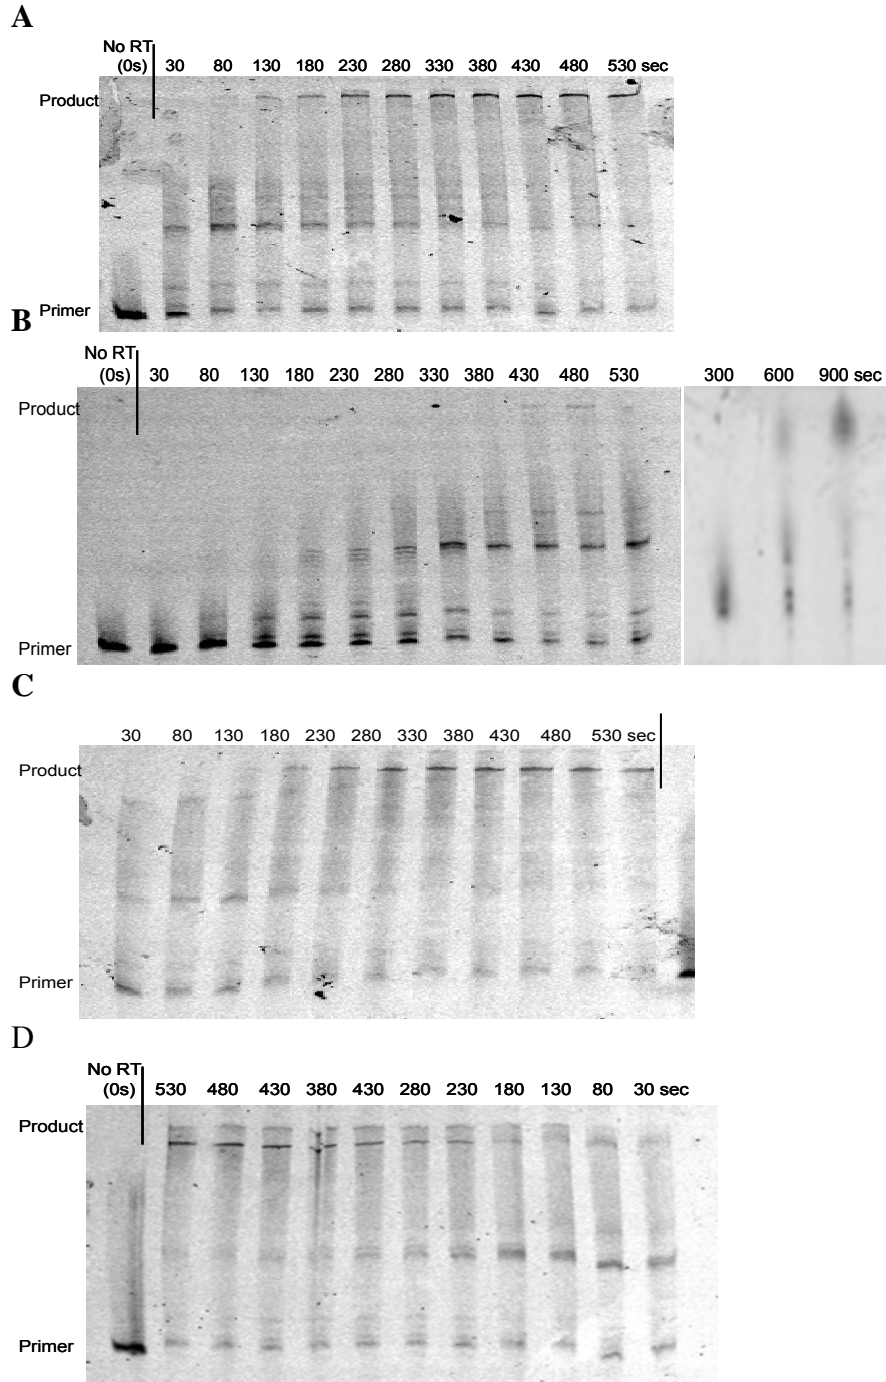 A
No RT
(0s) 30 80 130 180 230 280 330 380 430 480 530 sec
Product
Primer
B
No RT
(0s) 30 80 130 180 230 280 330 380 430 480 530 300 600 900 sec
Product
Primer
C
30 80 130 180 230 280 330 380 430 480 530 sec
Product
Primer
D
No RT
(0s) 530 480 430 380 430 280 230 180 130 80 30 sec
Product
Primer